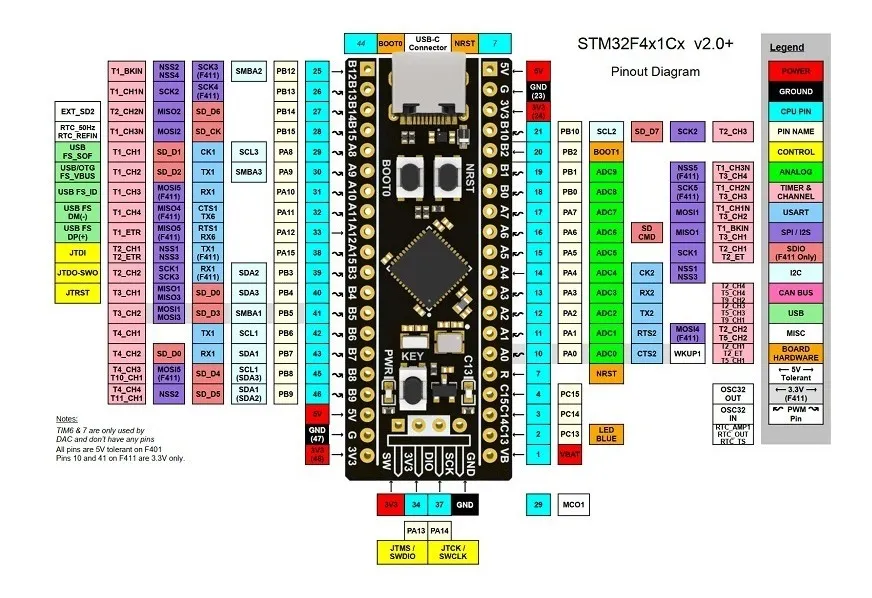 STM32F4x1Cx v2.0+
Pinout Diagram
44 BOOT0 USB-C Connector NRST 7
T1_BKIN NSS2 NSS4 SCK3 (F411) SMBA2 PB12 25 B12
T1_CH1N SCK2 SCK4 (F411) PB13 26 B13
EXT_SD2 T1_CH2N MISO2 SD_D6 PB14 27 B14
RTC_50Hz RTC_REFIN T1_CH3N MOSI2 SD_CK PB15 28 B15
USB FS_SOF T1_CH1 SD_D1 CK1 SCL3 PA8 29 A8
USB/OTG FS_VBUS T1_CH2 SD_D2 TX1 SMBA3 PA9 30 A9
USB FS_ID T1_CH3 MOSI5 (F411) RX1 PA10 31 A10
USB FS DM(-) T1_CH4 MISO4 (F411) CTS1 TX6 PA11 32 A11
USB FS DP(+) T1_ETR MISO5 (F411) RTS1 RX6 PA12 33 A12
JTDI T2_CH1 T2_ETR NSS1 NSS3 TX1 (F411) PA15 38 A15
JTDO-SWO T2_CH2 SCK1 SCK3 RX1 (F411) SDA2 PB3 39 B3
JTRST T3_CH1 MISO1 MISO3 SD_D0 SDA3 PB4 40 B4
T3_CH2 MOSI1 MOSI3 SD_D3 SMBA1 PB5 41 B5
T4_CH1 TX1 SCL1 PB6 42 B6
T4_CH2 SD_D0 RX1 SDA1 PB7 43 B7
T4_CH3 T10_CH1 MOSI5 (F411) SD_D4 SCL1 (SDA3) PB8 45 B8
T4_CH4 T11_CH1 NSS2 SD_D5 SDA1 (SDA2) PB9 46 B9
5V 5V
GND (47) G
3V3 (48) 3V3
BOOT0 NRST
PWR KEY C13
SW 3V3 DIO SCK GND
5V 5V
G GND (23)
3V3 3V3 (24)
B10 21 PB10 SCL2 SD_D7 SCK2 T2_CH3
B2 20 PB2 BOOT1
B1 19 PB1 ADC9 NSS5 (F411) T1_CH3N T3_CH4
B0 18 PB0 ADC8 SCK5 (F411) T1_CH2N T3_CH3
A7 17 PA7 ADC7 MOSI1 T1_CH1N T3_CH2
A6 16 PA6 ADC6 SD CMD MISO1 T1_BKIN T3_CH1
A5 15 PA5 ADC5 SCK1 T2_CH1 T2_ET
A4 14 PA4 ADC4 CK2 NSS1 NSS3
A3 13 PA3 ADC3 RX2 T2_CH4 T5_CH4 T9_CH2
A2 12 PA2 ADC2 TX2 T2_CH3 T5_CH3 T9_CH1
A1 11 PA1 ADC1 RTS2 MOSI4 (F411) T2_CH2 T5_CH2
A0 10 PA0 ADC0 CTS2 WKUP1 T2_CH1 T2_ET T5_CH1
R 7 NRST
C15 4 PC15 OSC32 OUT
C14 3 PC14 OSC32 IN
C13 2 PC13 LED BLUE RTC_AMP1 RTC_OUT RTC_TS
VB 1 VBAT
3V3 34 37 GND
PA13 PA14
JTMS / SWDIO JTCK / SWCLK
29 MCO1
Legend
POWER
GROUND
CPU PIN
PIN NAME
CONTROL
ANALOG
TIMER & CHANNEL
USART
SPI / I2S
SDIO (F411 Only)
I2C
CAN BUS
USB
MISC
BOARD HARDWARE
5V Tolerant
3.3V (F411)
PWM Pin
Notes:
TIM6 & 7 are only used by
DAC and don't have any pins
All pins are 5V tolerant on F401
Pins 10 and 41 on F411 are 3.3V only.